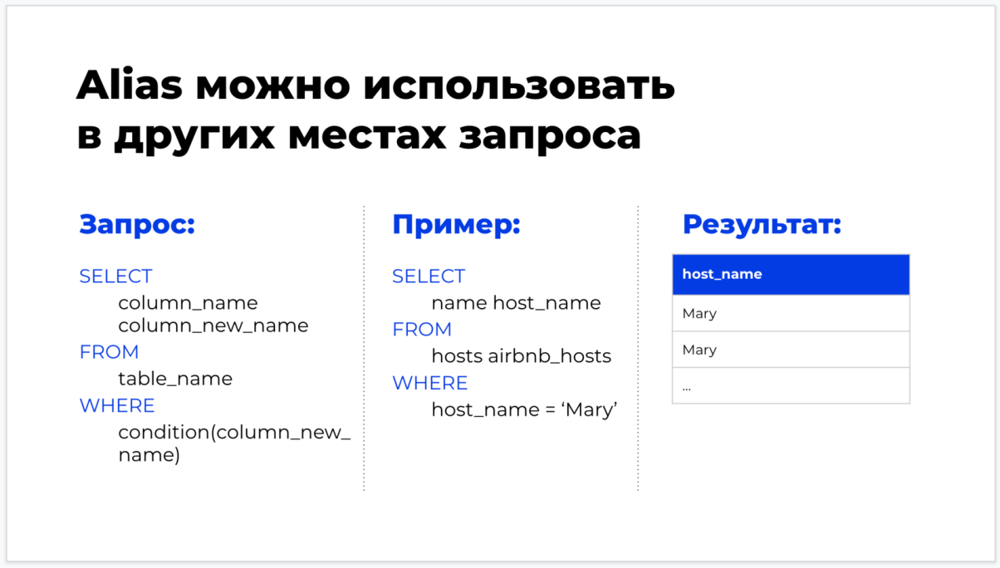 Alias можно использовать
в других местах запроса
Запрос:
SELECT
column_name
column_new_name
FROM
table_name
WHERE
condition(column_new_
name)
Пример:
SELECT
name host_name
FROM
hosts airbnb_hosts
WHERE
host_name = ‘Mary’
Результат:
host_name
Mary
Mary
...